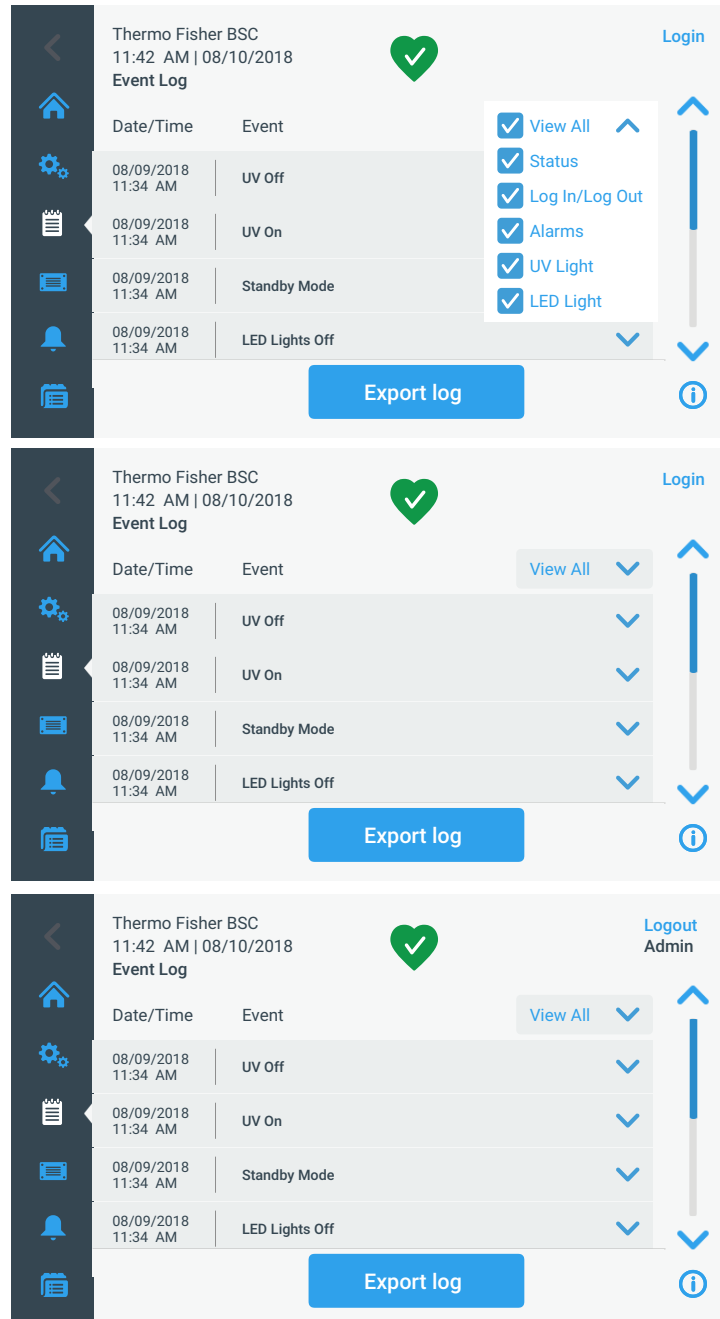 Thermo Fisher BSC
Login
11:42 AM | 08/10/2018
Event Log
Date/Time Event
View All
Status
Log In/Log Out
Alarms
UV Light
LED Light
08/09/2018
11:34 AM
UV Off
08/09/2018
11:34 AM
UV On
08/09/2018
11:34 AM
Standby Mode
08/09/2018
11:34 AM
LED Lights Off
Export log
Thermo Fisher BSC
Login
11:42 AM | 08/10/2018
Event Log
Date/Time Event View All
08/09/2018
11:34 AM
UV Off
08/09/2018
11:34 AM
UV On
08/09/2018
11:34 AM
Standby Mode
08/09/2018
11:34 AM
LED Lights Off
Export log
Thermo Fisher BSC
Logout
11:42 AM | 08/10/2018
Admin
Event Log
Date/Time Event View All
08/09/2018
11:34 AM
UV Off
08/09/2018
11:34 AM
UV On
08/09/2018
11:34 AM
Standby Mode
08/09/2018
11:34 AM
LED Lights Off
Export log